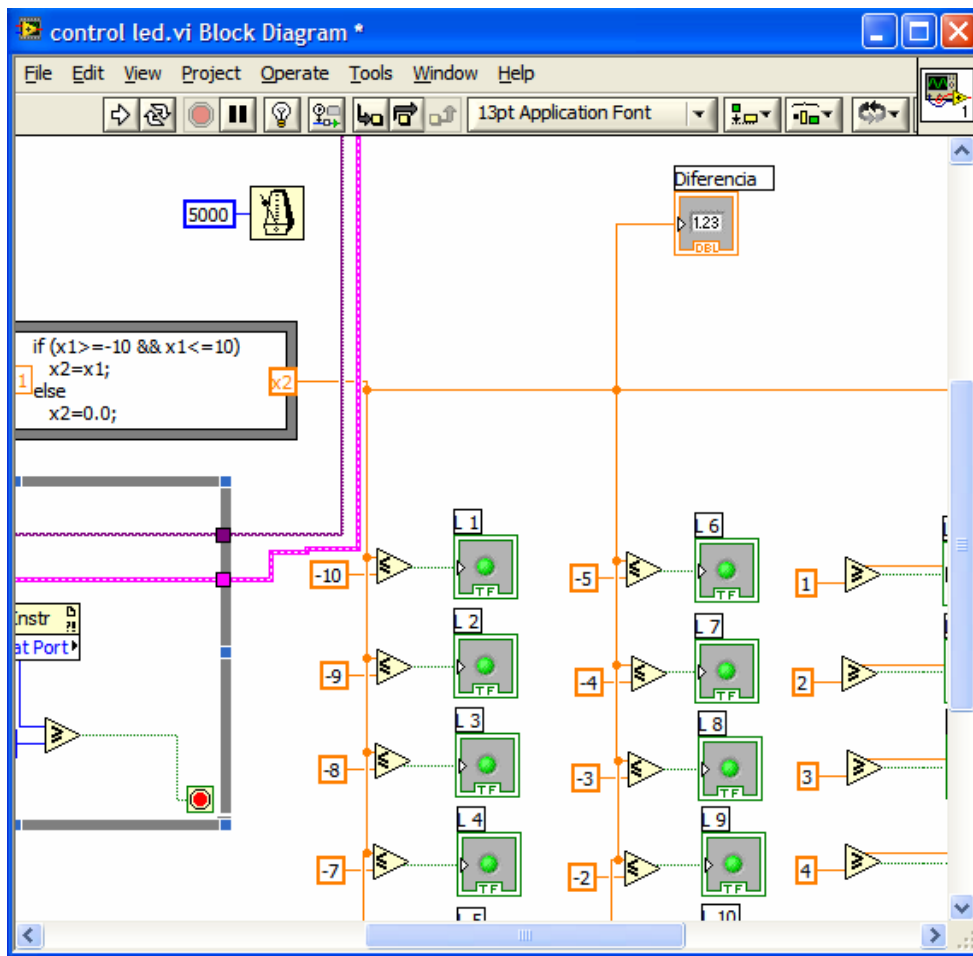 control led.vi Block Diagram *
File Edit View Project Operate Tools Window Help
13pt Application Font
1
Diferencia
1.23
DBL
5000
if (x1>=-10 && x1<=10)
x2=x1;
else
x2=0.0;
1
x2
L 1
-10
TF
L 6
-5
TF
1
Instr
at Port
L 2
-9
TF
L 7
-4
TF
2
L 3
-8
TF
L 8
-3
TF
3
L 4
-7
TF
L 9
-2
TF
4
L 5
L 10